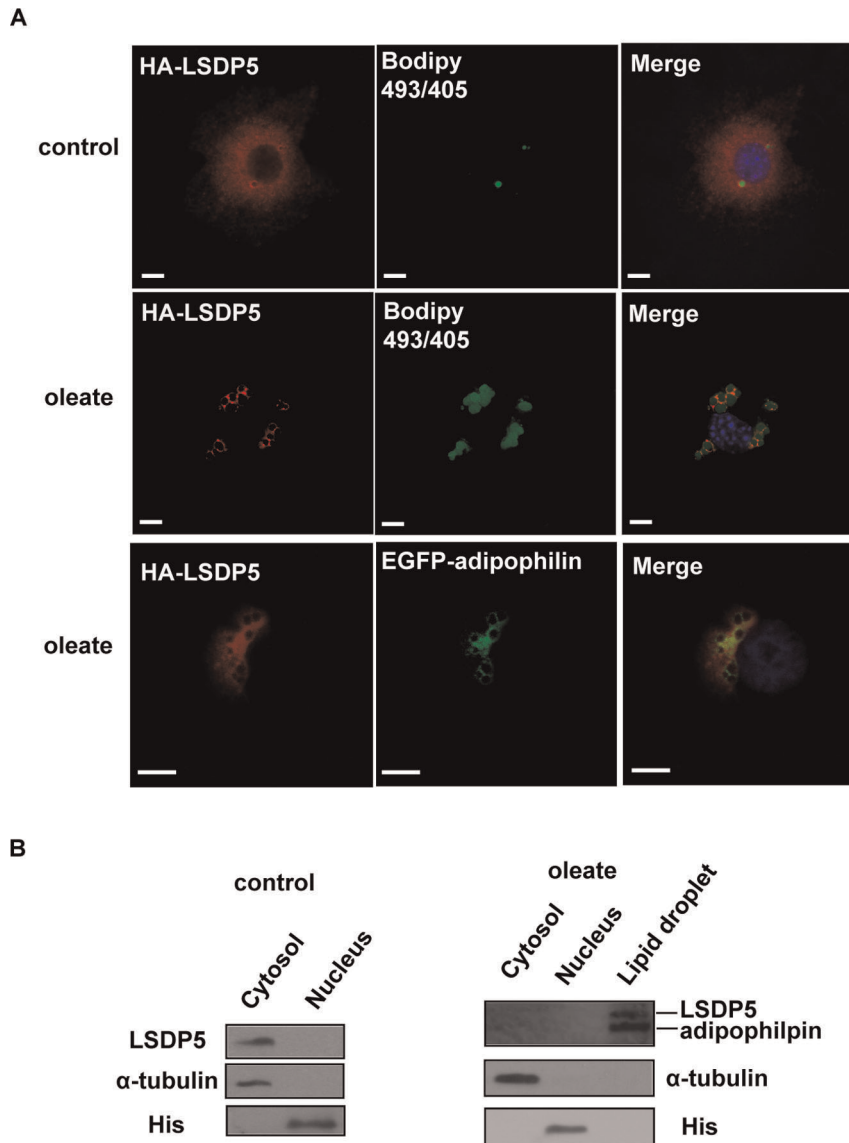 A
HA-LSDP5
Bodipy
493/405
Merge
control
HA-LSDP5
Bodipy
493/405
Merge
oleate
HA-LSDP5
EGFP-adipophilin
Merge
oleate
B
control
oleate
Cytosol
Nucleus
Cytosol
Nucleus
Lipid droplet
LSDP5
LSDP5
adipophilpin
α-tubulin
α-tubulin
His
His